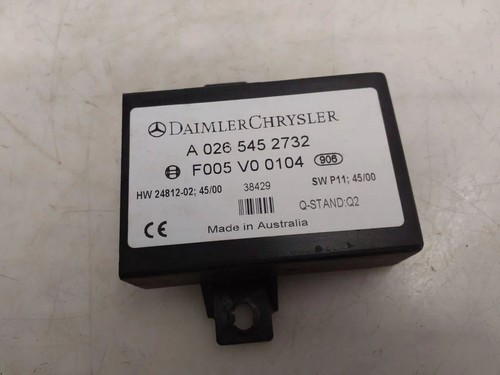 DAIMLERCHRYSLER
A 026 545 2732
F005 V0 0104 906
HW 24812-02; 45/00 38429 SW P11; 45/00
Q-STAND:Q2
CE Made in Australia